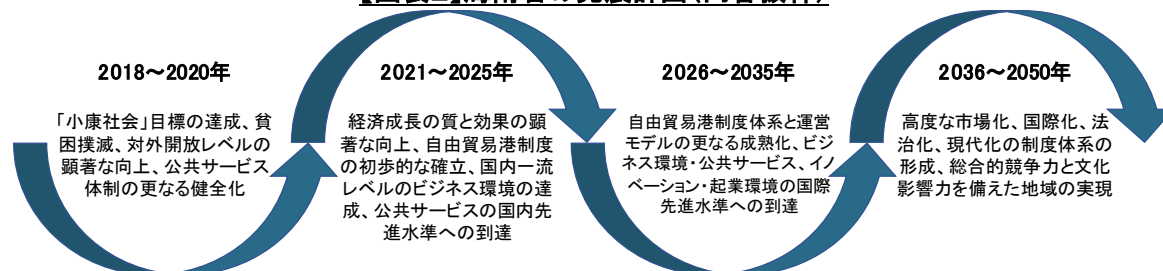 2018～2020年
「小康社会」目標の達成、貧
困撲滅、対外開放レベルの
顕著な向上、公共サービス
体制の更なる健全化
2021～2025年
経済成長の質と効果の顕
著な向上、自由貿易港制度
の初歩的な確立、国内一流
レベルのビジネス環境の達
成、公共サービスの国内先
進水準への到達
2026～2035年
自由貿易港制度体系と運営
モデルの更なる成熟化、ビジ
ネス環境・公共サービス、イノ
ベーション・起業環境の国際
先進水準への到達
2036～2050年
高度な市場化、国際化、法
治化、現代化の制度体系の
形成、総合的競争力と文化
影響力を備えた地域の実現